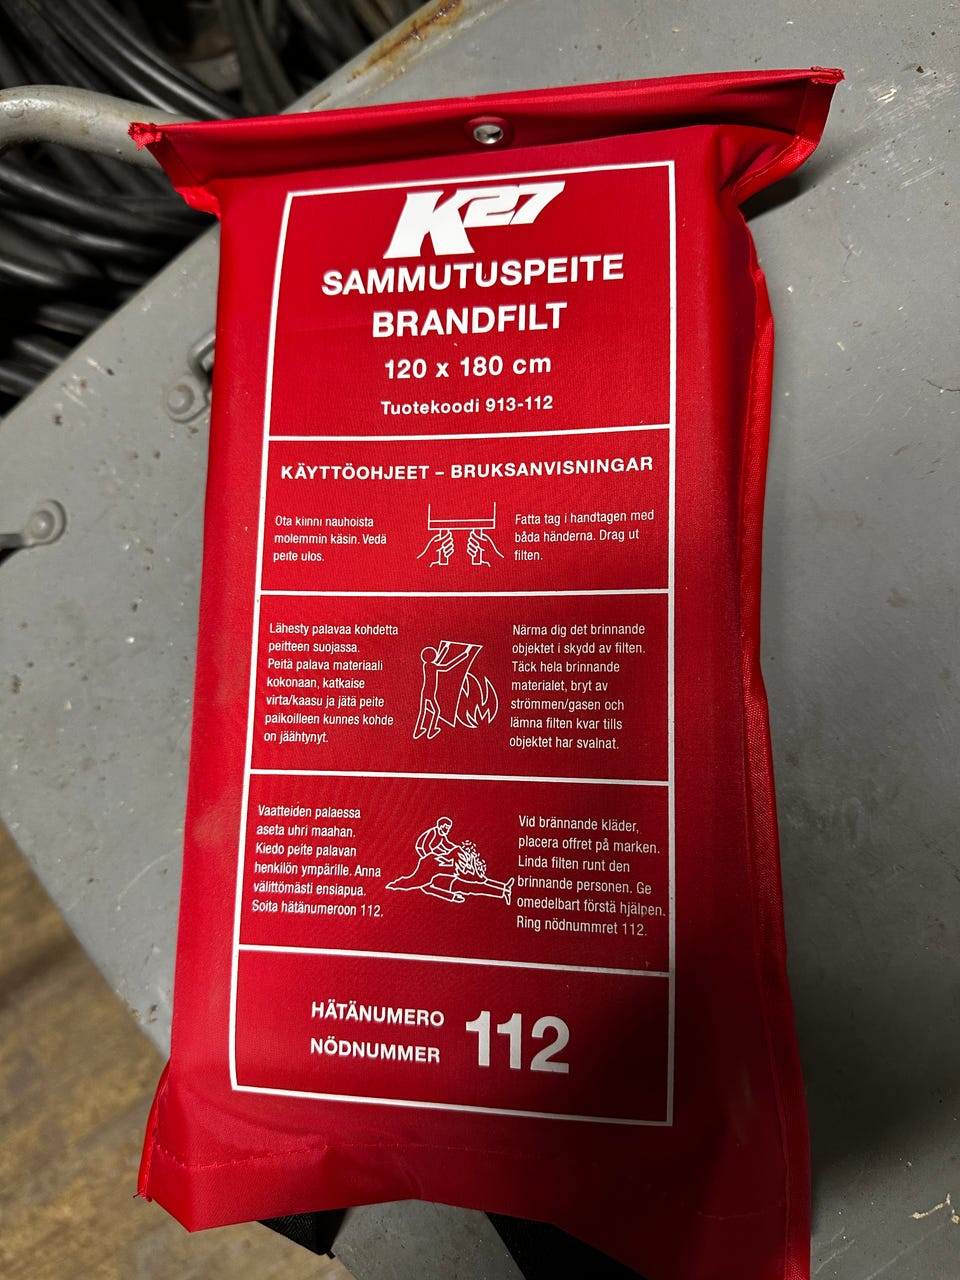 K27
SAMMUTUSPEITE
BRANDFILT
120 x 180 cm
Tuotekoodi 913-112
KÄYTTÖOHJEET – BRUKSANVISNINGAR
Ota kiinni nauhoista
molemmin käsin. Vedä
peite ulos.
Fatta tag i handtagen med
båda händerna. Drag ut
filten.
Lähesty palavaa kohdetta
peitteen suojassa.
Peitä palava materiaali
kokonaan, katkaise
virta/kaasu ja jätä peite
paikoilleen kunnes kohde
on jäähtynyt.
Närma dig det brinnande
objektet i skydd av filten.
Täck hela brinnande
materialet, bryt av
strömmen/gasen och
lämna filten kvar tills
objektet har svalnat.
Vaatteiden palaessa
aseta uhri maahan.
Kiedo peite palavan
henkilön ympärille. Anna
välittömästi ensiapua.
Soita hätänumeroon 112.
Vid brännande kläder,
placera offret på marken.
Linda filten runt den
brinnande personen. Ge
omedelbart förstä hjälpen.
Ring nödnummret 112.
HÄTÄNUMERO
NÖDNUMMER
112